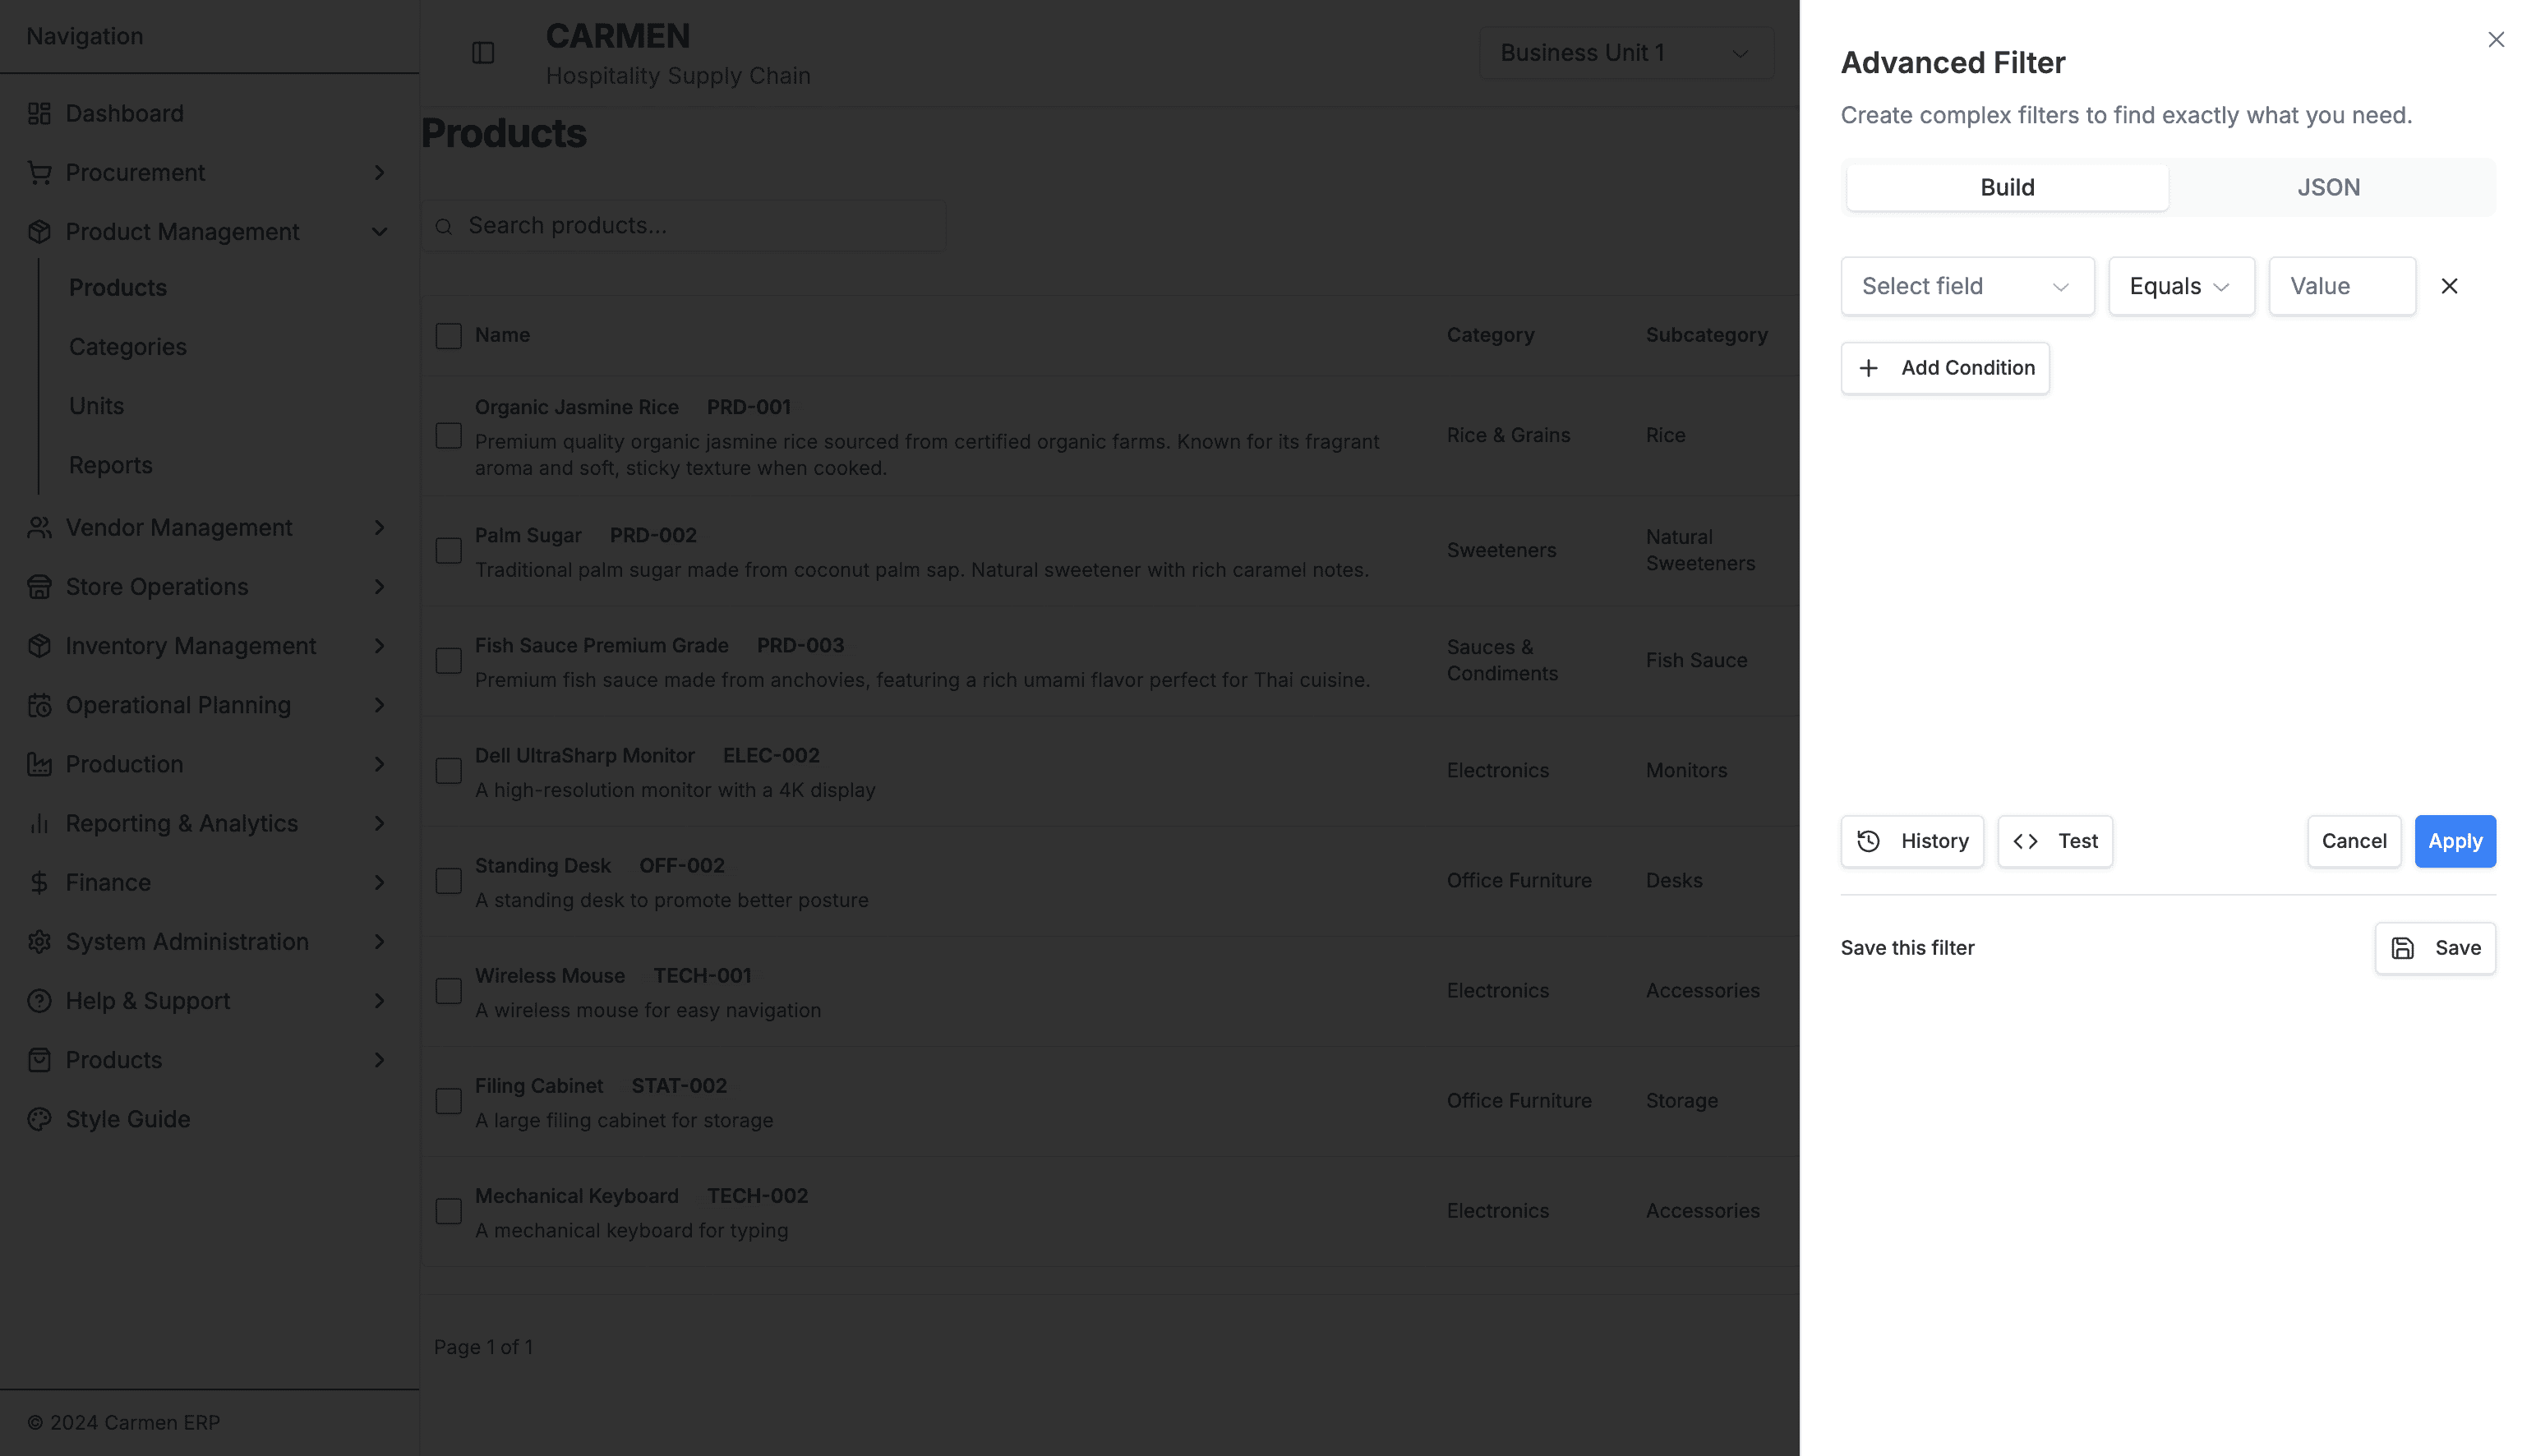 Navigation
Dashboard
Procurement
Product Management
Products
Categories
Units
Reports
Vendor Management
Store Operations
Inventory Management
Operational Planning
Production
Reporting & Analytics
Finance
System Administration
Help & Support
Products
Style Guide
© 2024 Carmen ERP
CARMEN
Hospitality Supply Chain
Business Unit 1
Products
Search products...
Name Category Subcategory
Organic Jasmine Rice PRD-001
Premium quality organic jasmine rice sourced from certified organic farms. Known for its fragrant
aroma and soft, sticky texture when cooked.
Rice & Grains
Rice
Palm Sugar PRD-002
Traditional palm sugar made from coconut palm sap. Natural sweetener with rich caramel notes.
Sweeteners
Natural
Sweeteners
Fish Sauce Premium Grade PRD-003
Premium fish sauce made from anchovies, featuring a rich umami flavor perfect for Thai cuisine.
Sauces &
Condiments
Fish Sauce
Dell UltraSharp Monitor ELEC-002
A high-resolution monitor with a 4K display
Electronics
Monitors
Standing Desk OFF-002
A standing desk to promote better posture
Office Furniture
Desks
Wireless Mouse TECH-001
A wireless mouse for easy navigation
Electronics
Accessories
Filing Cabinet STAT-002
A large filing cabinet for storage
Office Furniture
Storage
Mechanical Keyboard TECH-002
A mechanical keyboard for typing
Electronics
Accessories
Page 1 of 1
Advanced Filter
Create complex filters to find exactly what you need.
Build JSON
Select field Equals Value
Add Condition
History Test Cancel Apply
Save this filter Save